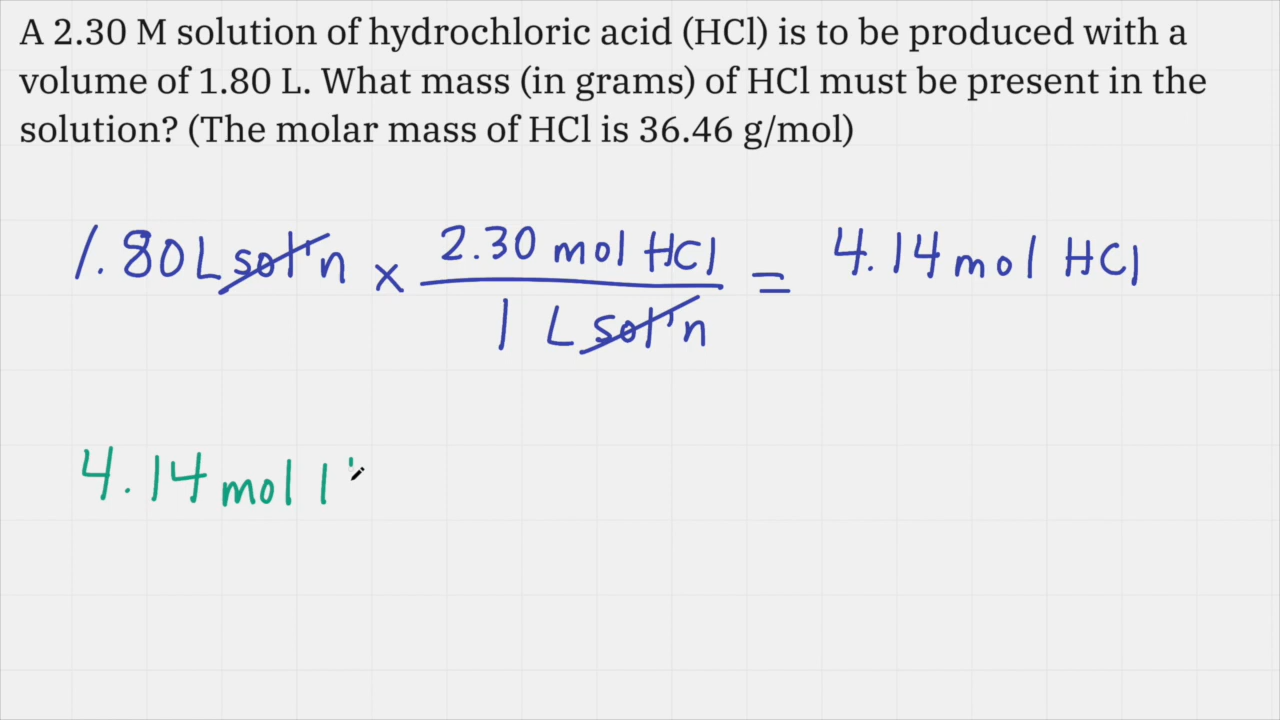 A 2.30 M solution of hydrochloric acid (HCl) is to be produced with a
volume of 1.80 L. What mass (in grams) of HCl must be present in the
solution? (The molar mass of HCl is 36.46 g/mol)
1.80 L sol'n × 2.30 mol HCl / 1 L sol'n = 4.14 mol HCl
4.14 mol